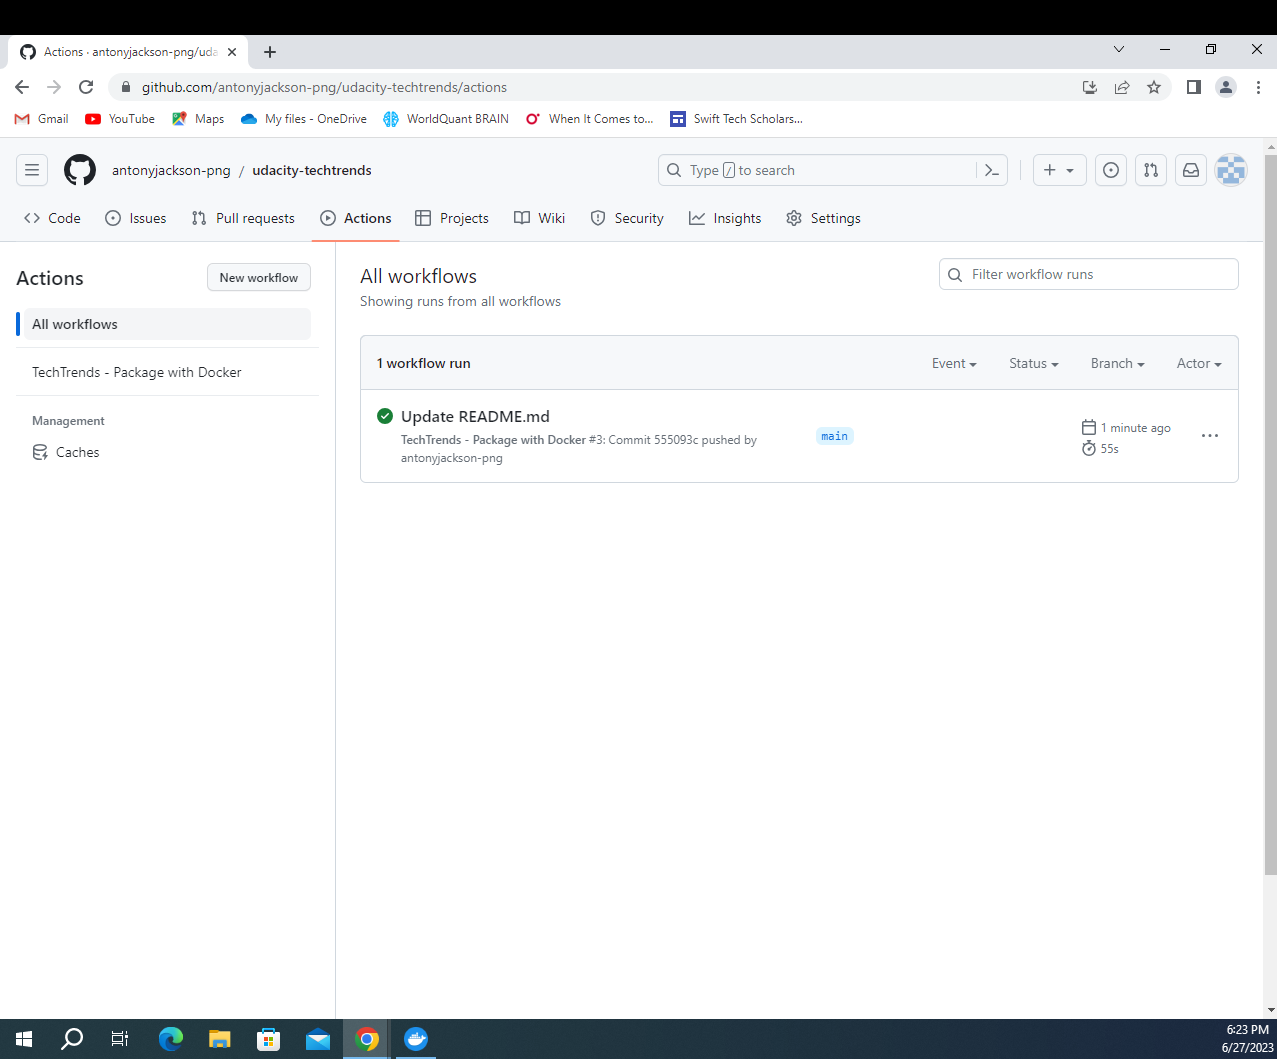 Actions · antonyjackson-png/uda
github.com/antonyjackson-png/udacity-techtrends/actions
Gmail YouTube Maps My files - OneDrive WorldQuant BRAIN When It Comes to... Swift Tech Scholars...
antonyjackson-png / udacity-techtrends
Type / to search
Code Issues Pull requests Actions Projects Wiki Security Insights Settings
Actions
New workflow
All workflows
TechTrends - Package with Docker
Management
Caches
All workflows
Showing runs from all workflows
Filter workflow runs
1 workflow run
Event Status Branch Actor
Update README.md
TechTrends - Package with Docker #3: Commit 555093c pushed by
antonyjackson-png
main
1 minute ago
55s
6:23 PM
6/27/2023